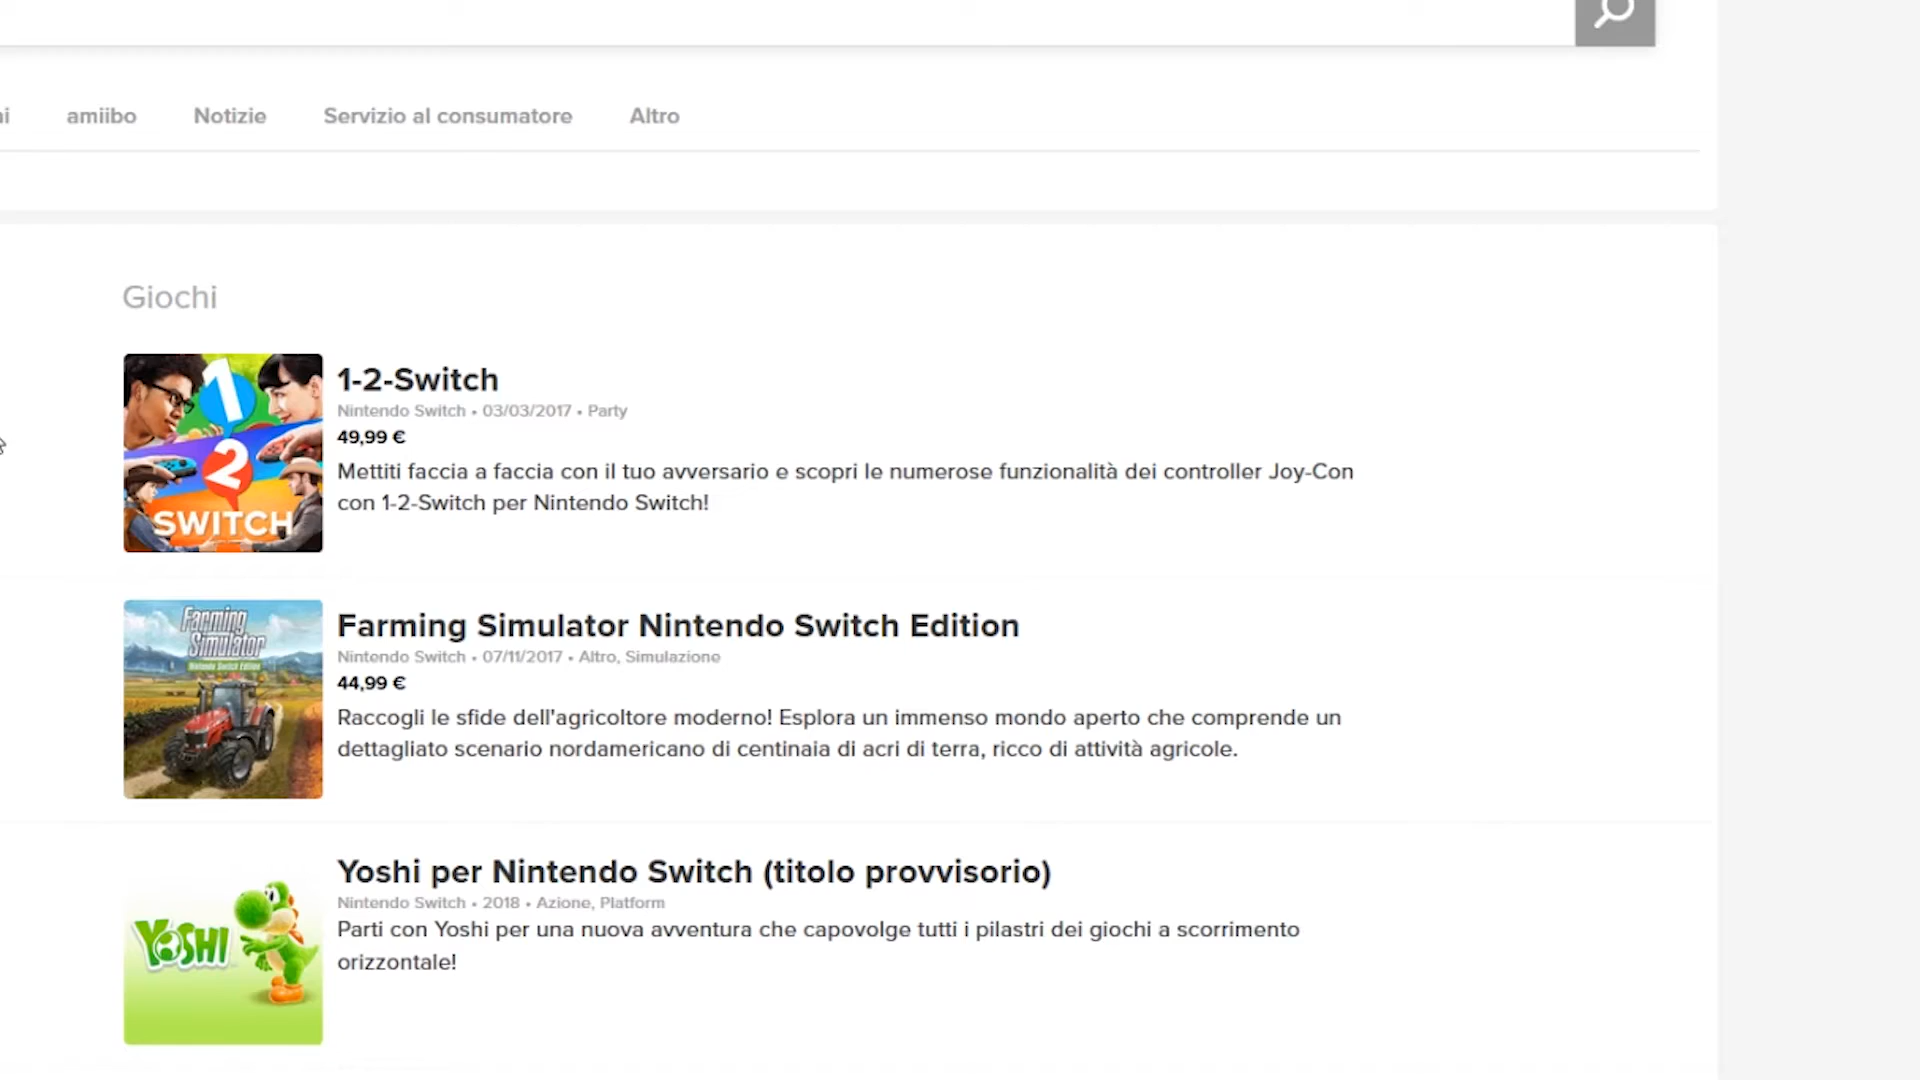 amiibo Notizie Servizio al consumatore Altro
Giochi
1
2
SWITCH
1-2-Switch
Nintendo Switch • 03/03/2017 • Party
49,99 €
Mettiti faccia a faccia con il tuo avversario e scopri le numerose funzionalità dei controller Joy-Con
con 1-2-Switch per Nintendo Switch!
Farming
Simulator
Nintendo Switch Edition
Farming Simulator Nintendo Switch Edition
Nintendo Switch • 07/11/2017 • Altro, Simulazione
44,99 €
Raccogli le sfide dell'agricoltore moderno! Esplora un immenso mondo aperto che comprende un
dettagliato scenario nordamericano di centinaia di acri di terra, ricco di attività agricole.
YOSHI
Yoshi per Nintendo Switch (titolo provvisorio)
Nintendo Switch • 2018 • Azione, Platform
Parti con Yoshi per una nuova avventura che capovolge tutti i pilastri dei giochi a scorrimento
orizzontale!